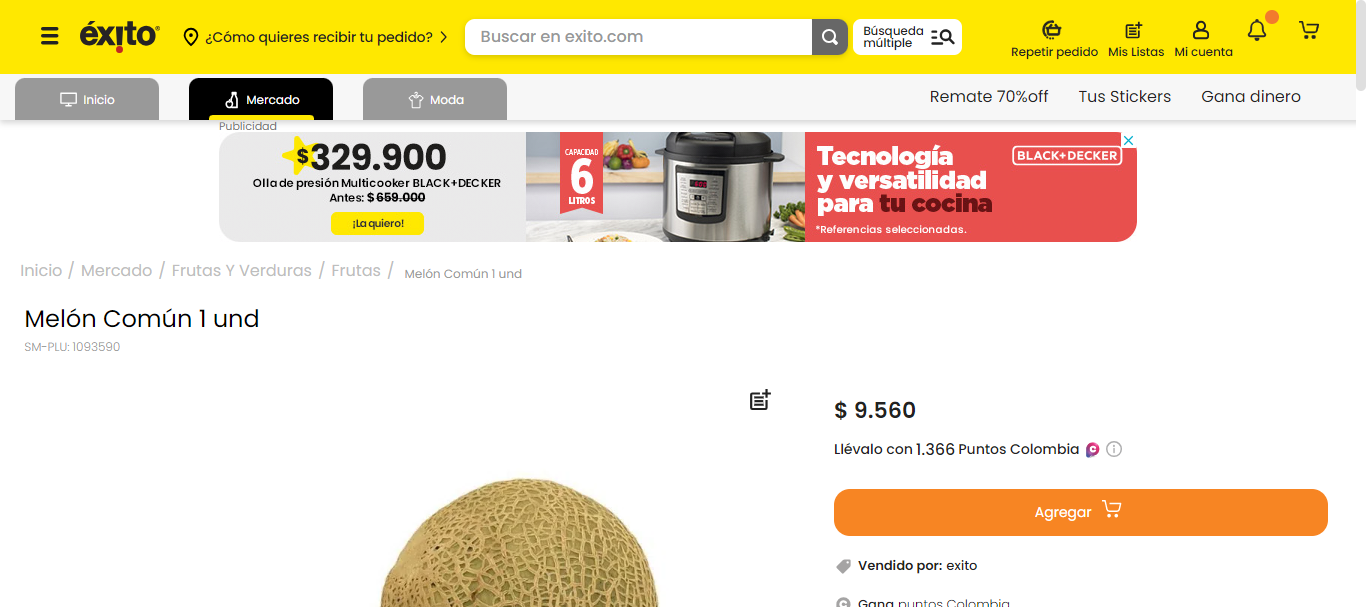 éxito
¿Cómo quieres recibir tu pedido?
Buscar en exito.com
Búsqueda
múltiple
Repetir pedido
Mis Listas
Mi cuenta
Inicio
Mercado
Moda
Remate 70%off
Tus Stickers
Gana dinero
Publicidad
$329.900
Olla de presión Multicooker BLACK+DECKER
Antes: $ 659.000
¡La quiero!
CAPACIDAD
6
LITROS
Tecnología
y versatilidad
para tu cocina
*Referencias seleccionadas.
BLACK+DECKER
Inicio / Mercado / Frutas Y Verduras / Frutas / Melón Común 1 und
Melón Común 1 und
SM-PLU: 1093590
$ 9.560
Llévalo con 1.366 Puntos Colombia
Agregar
Vendido por: exito
Gana puntos Colombia